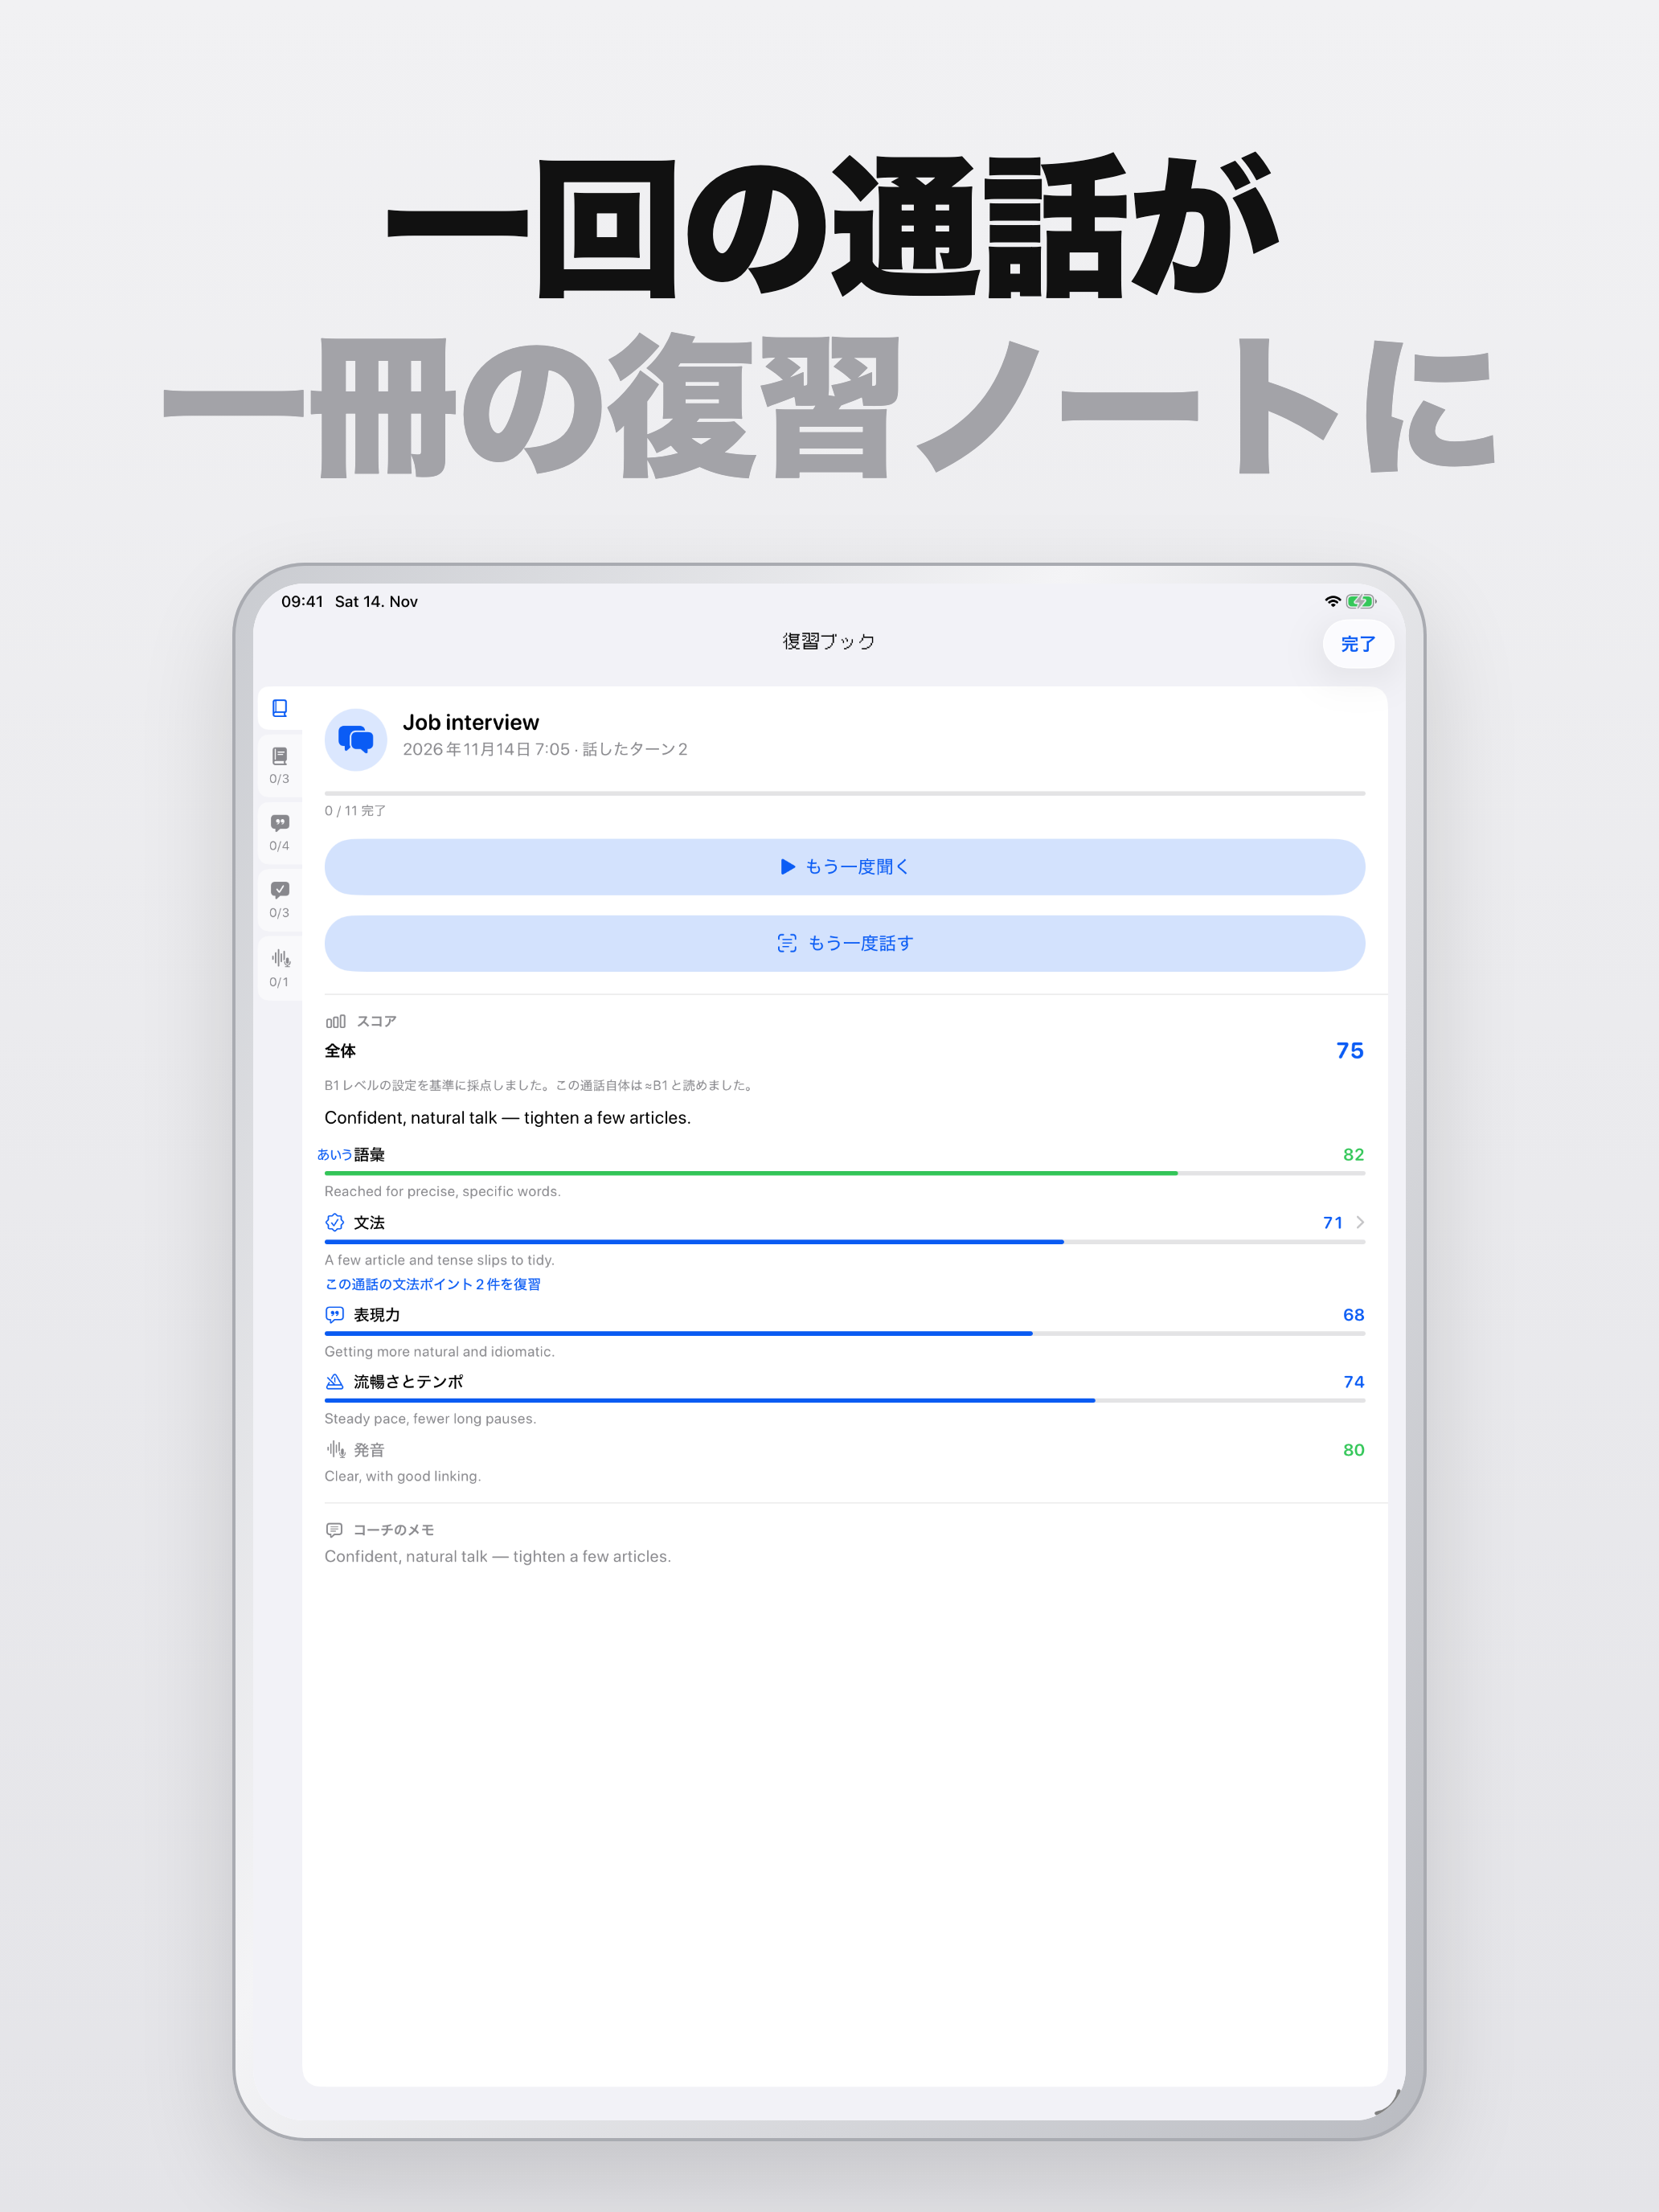 一回の通話が
一冊の復習ノートに
09:41 Sat 14. Nov
復習ブック
完了
Job interview
2026年11月14日 7:05 · 話したターン 2
0/3
0 / 11 完了
0/4
もう一度聞く
0/3
もう一度話す
0/1
スコア
全体 75
B1レベルの設定を基準に採点しました。この通話自体は≈B1と読めました。
Confident, natural talk — tighten a few articles.
あいう 語彙 82
Reached for precise, specific words.
文法 71
A few article and tense slips to tidy.
この通話の文法ポイント2件を復習
表現力 68
Getting more natural and idiomatic.
流暢さとテンポ 74
Steady pace, fewer long pauses.
発音 80
Clear, with good linking.
コーチのメモ
Confident, natural talk — tighten a few articles.